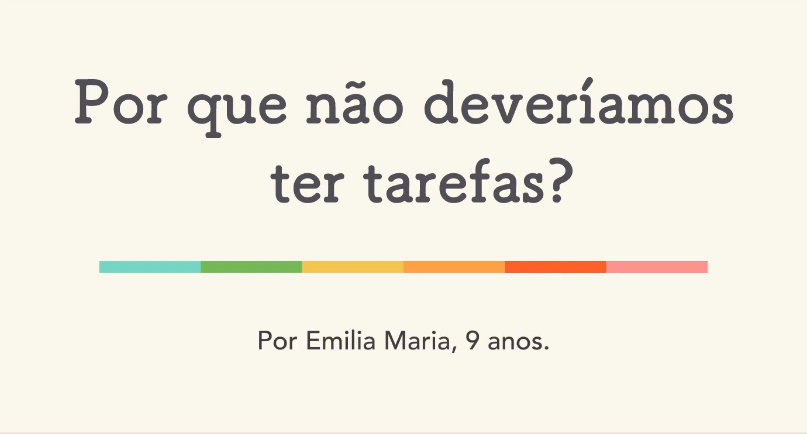 Por que não deveríamos
ter tarefas?
Por Emilia Maria, 9 anos.